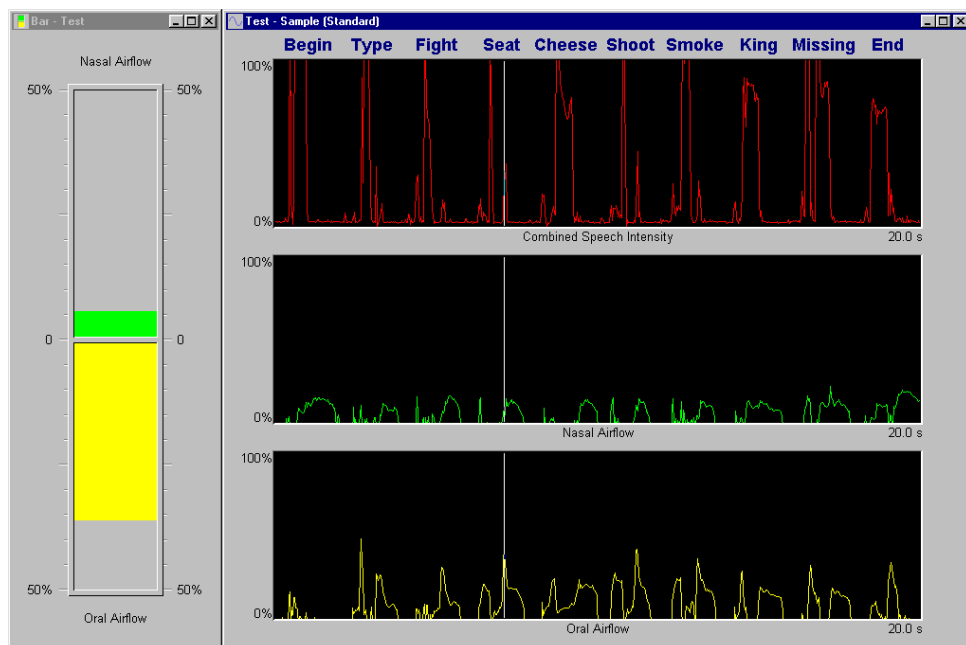 Bar - Test
Nasal Airflow
50% 50%
0 0
50% 50%
Oral Airflow
Test - Sample (Standard)
Begin Type Fight Seat Cheese Shoot Smoke King Missing End
100%
0%
Combined Speech Intensity 20.0 s
100%
0%
Nasal Airflow 20.0 s
100%
0%
Oral Airflow 20.0 s